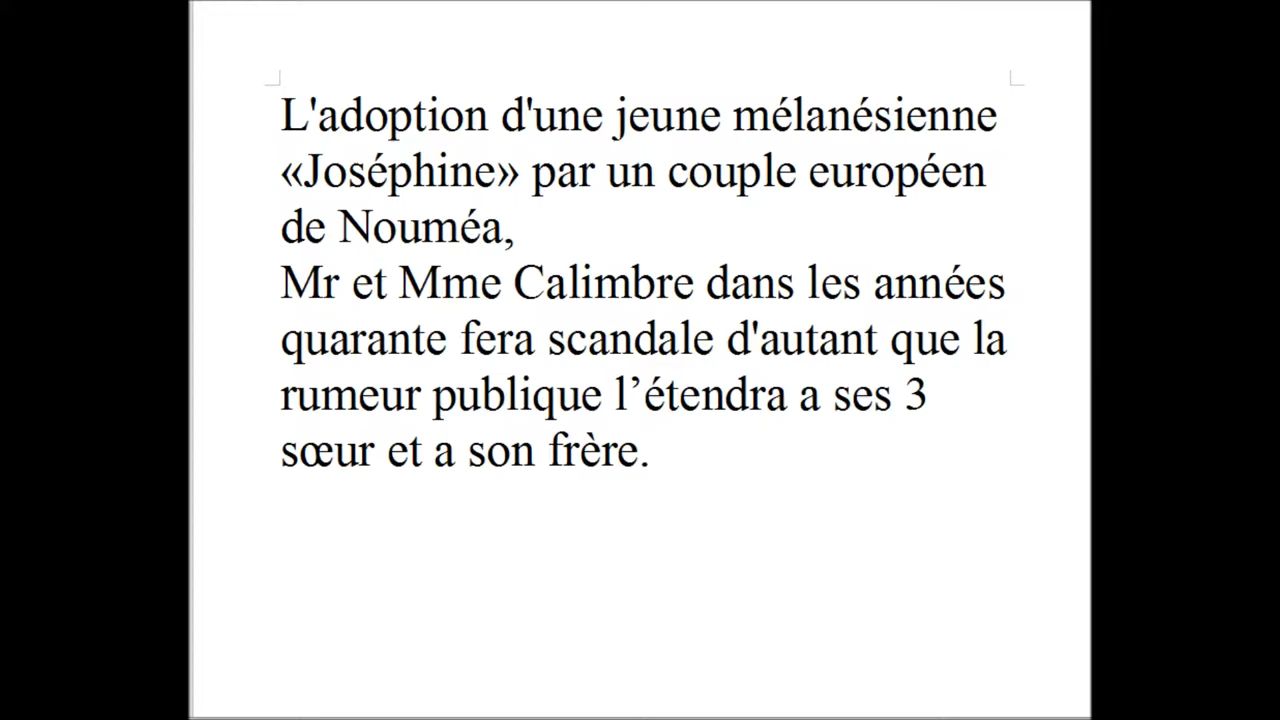 L'adoption d'une jeune mélanésienne
«Joséphine» par un couple européen
de Nouméa,
Mr et Mme Calimbre dans les années
quarante fera scandale d'autant que la
rumeur publique l’étendra a ses 3
sœur et a son frère.